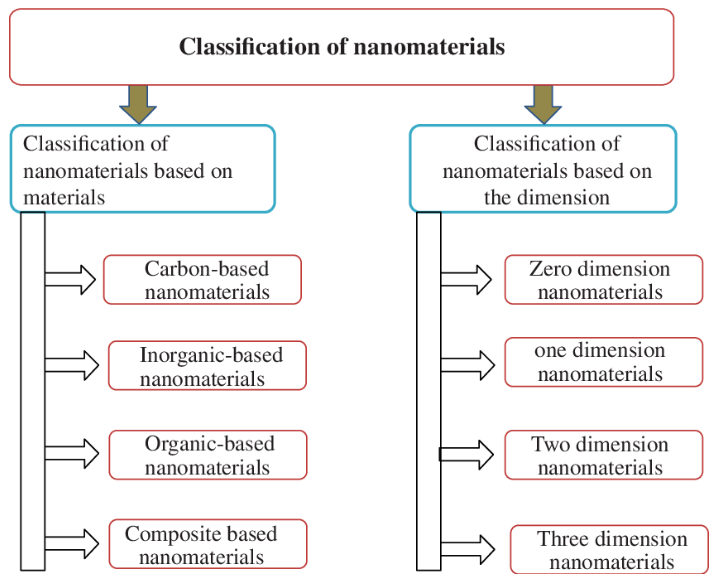 Classification of nanomaterials
Classification of
nanomaterials based on
materials
Carbon-based
nanomaterials
Inorganic-based
nanomaterials
Organic-based
nanomaterials
Composite based
nanomaterials
Classification of
nanomaterials based on
the dimension
Zero dimension
nanomaterials
one dimension
nanomaterials
Two dimension
nanomaterials
Three dimension
nanomaterials